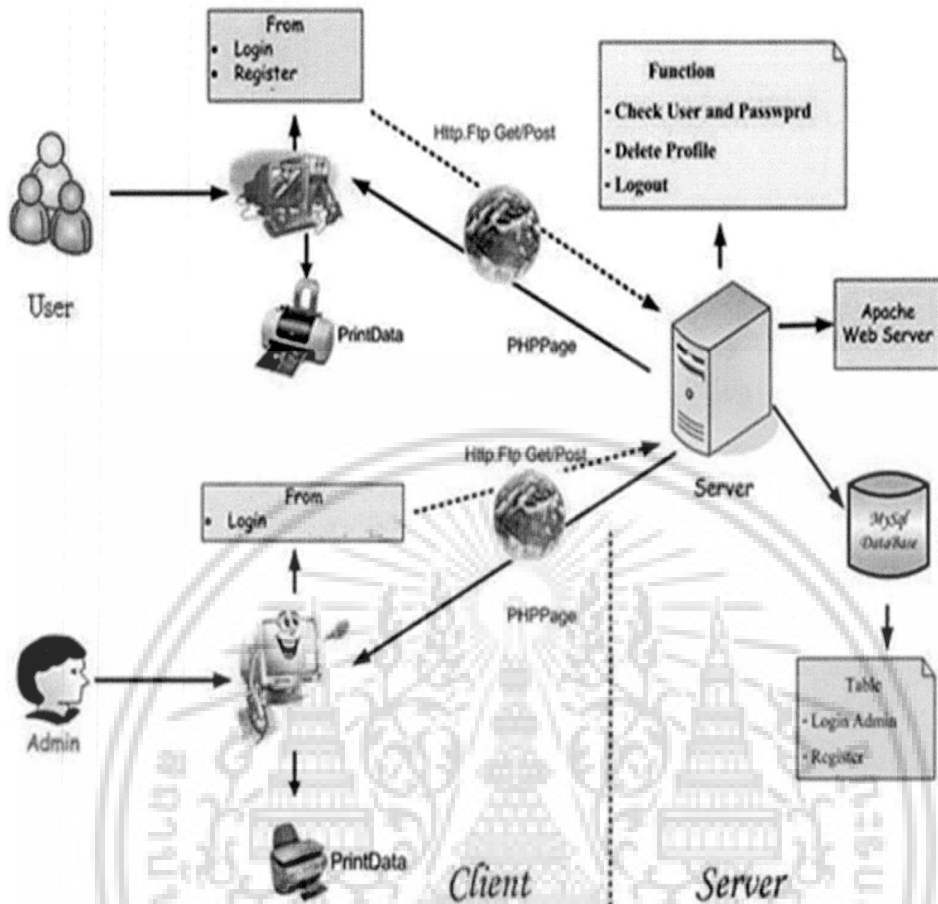 From
• Login
• Register
Function
• Check User and Passwprd
• Delete Profile
• Logout
Http.Ftp Get/Post
User
PrintData
PHPPage
Apache
Web Server
Server
Http.Ftp Get/Post
From
• Login
MySql
DataBase
PHPPage
Admin
Table
• Login Admin
• Register
PrintData
Client
Server